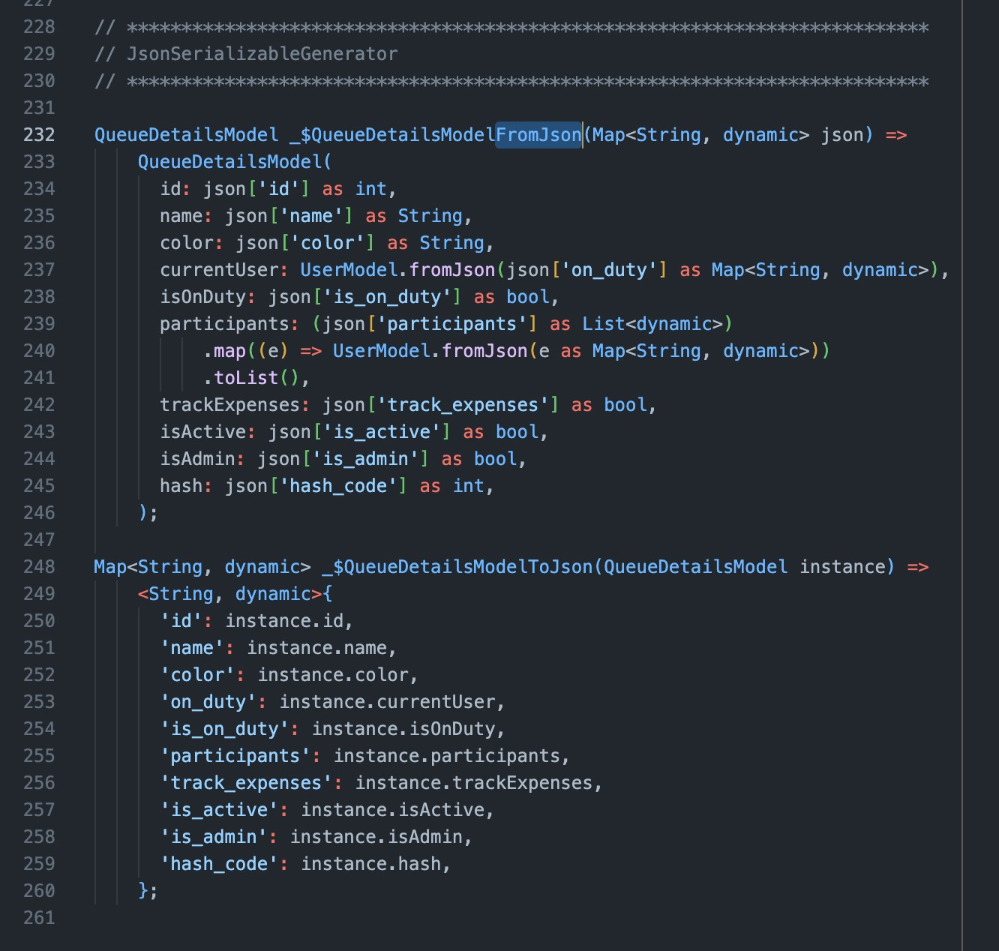 227
228 // **************************************************************************
229 // JsonSerializableGenerator
230 // **************************************************************************
231
232 QueueDetailsModel _$QueueDetailsModelFromJson(Map<String, dynamic> json) =>
233     QueueDetailsModel(
234       id: json['id'] as int,
235       name: json['name'] as String,
236       color: json['color'] as String,
237       currentUser: UserModel.fromJson(json['on_duty'] as Map<String, dynamic>),
238       isOnDuty: json['is_on_duty'] as bool,
239       participants: (json['participants'] as List<dynamic>)
240           .map((e) => UserModel.fromJson(e as Map<String, dynamic>))
241           .toList(),
242       trackExpenses: json['track_expenses'] as bool,
243       isActive: json['is_active'] as bool,
244       isAdmin: json['is_admin'] as bool,
245       hash: json['hash_code'] as int,
246     );
247
248 Map<String, dynamic> _$QueueDetailsModelToJson(QueueDetailsModel instance) =>
249     <String, dynamic>{
250       'id': instance.id,
251       'name': instance.name,
252       'color': instance.color,
253       'on_duty': instance.currentUser,
254       'is_on_duty': instance.isOnDuty,
255       'participants': instance.participants,
256       'track_expenses': instance.trackExpenses,
257       'is_active': instance.isActive,
258       'is_admin': instance.isAdmin,
259       'hash_code': instance.hash,
260     };
261